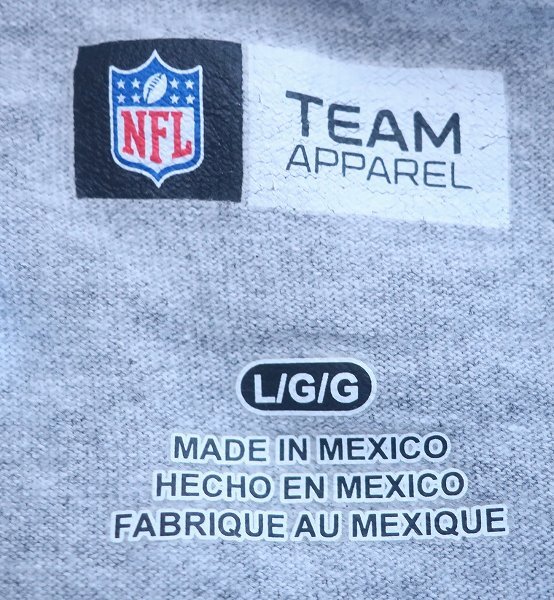 NFL
TEAM
APPAREL
L/G/G
MADE IN MEXICO
HECHO EN MEXICO
FABRIQUE AU MEXIQUE